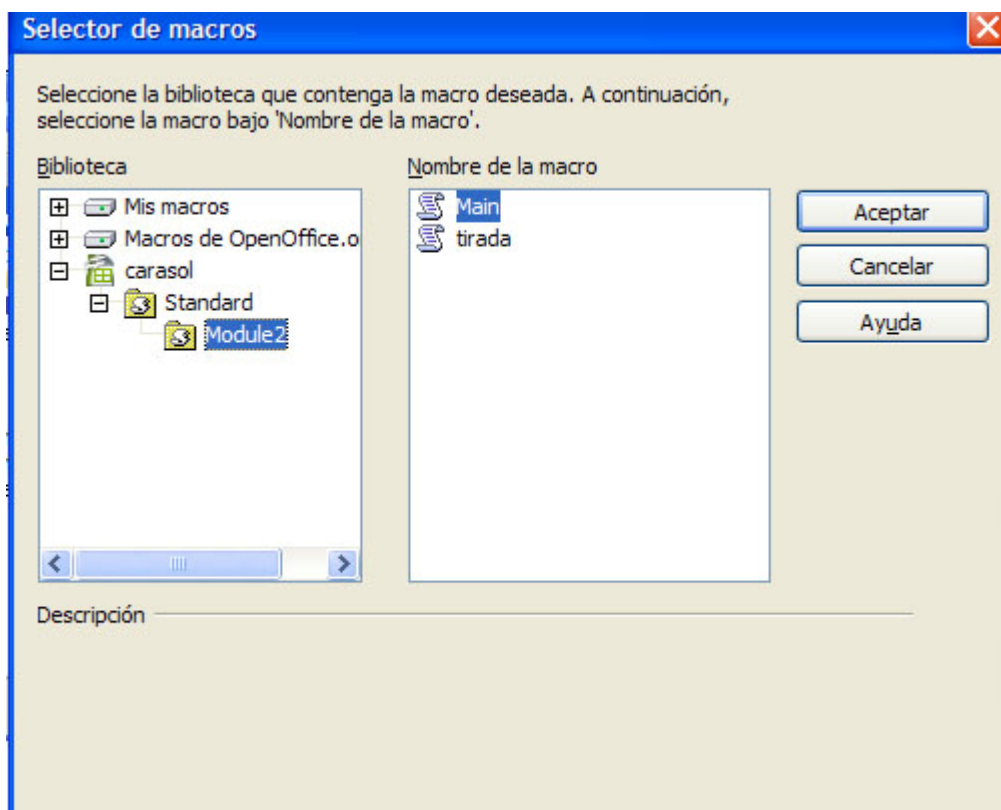 Selector de macros
Seleccione la biblioteca que contenga la macro deseada. A continuación,
seleccione la macro bajo 'Nombre de la macro'.
Biblioteca
Nombre de la macro
Mis macros
Macros de OpenOffice.o
carasol
Standard
Module2
Main
tirada
Aceptar
Cancelar
Ayuda
Descripción